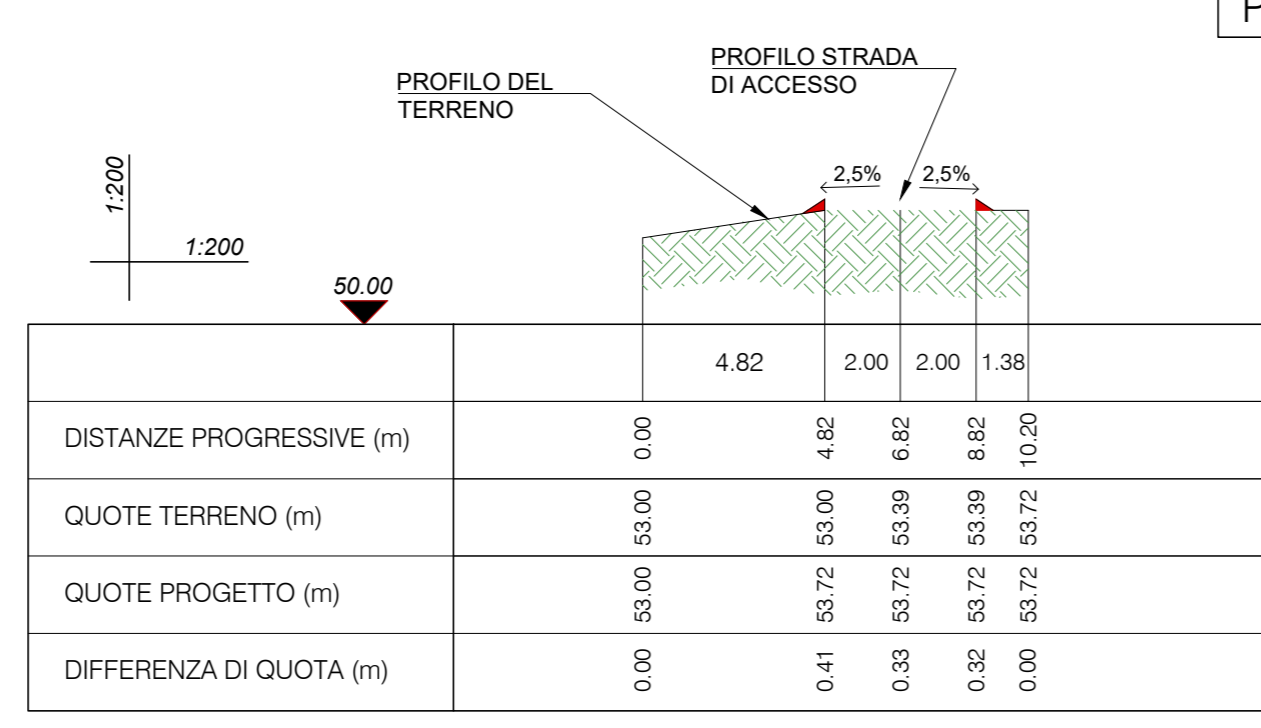 P
PROFILO STRADA
DI ACCESSO
PROFILO DEL
TERRENO
1:200
1:200
2,5% 2,5%
50.00
4.82 2.00 2.00 1.38
DISTANZE PROGRESSIVE (m) 0.00 4.82 6.82 8.82 10.20
QUOTE TERRENO (m) 53.00 53.00 53.39 53.39 53.72
QUOTE PROGETTO (m) 53.00 53.72 53.72 53.72 53.72
DIFFERENZA DI QUOTA (m) 0.00 0.41 0.33 0.32 0.00